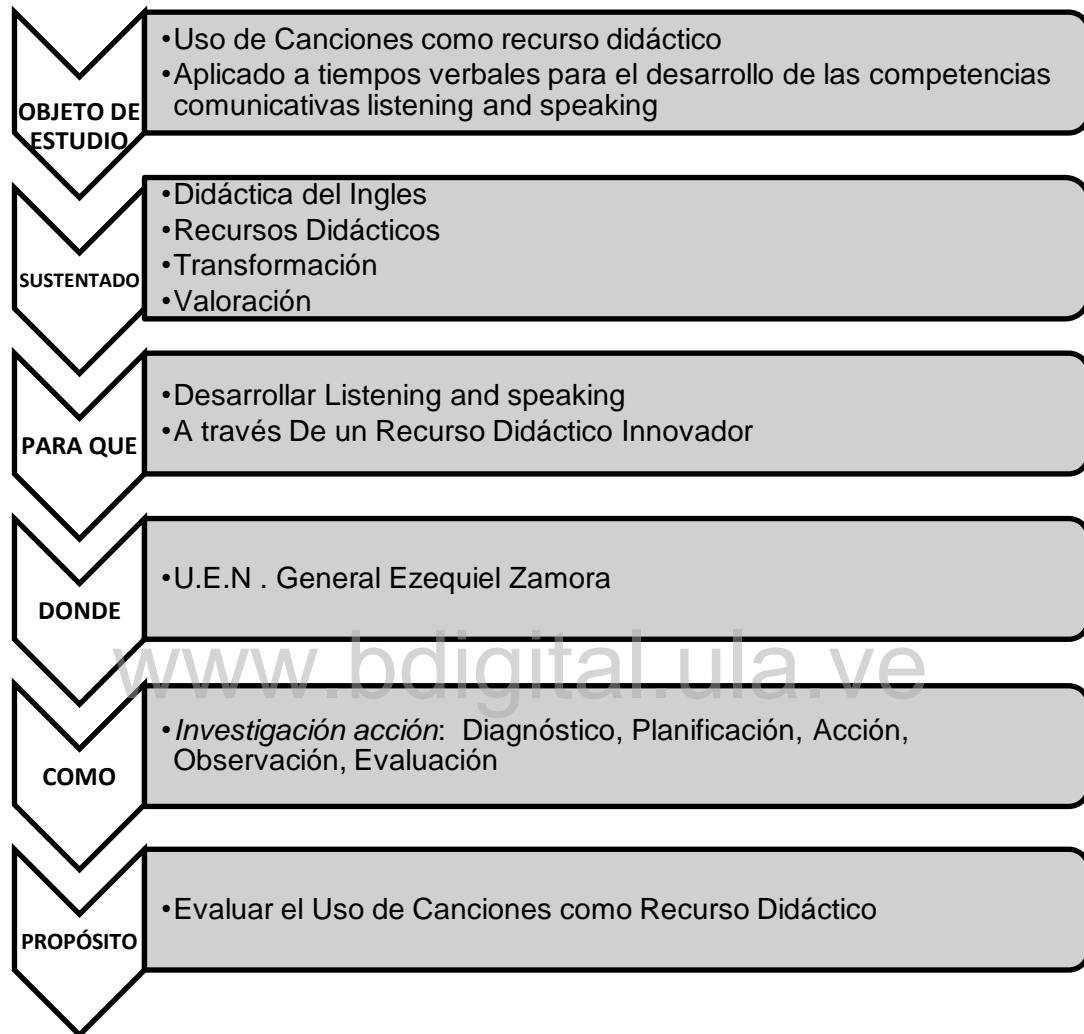 OBJETO DE
ESTUDIO
•Uso de Canciones como recurso didáctico
•Aplicado a tiempos verbales para el desarrollo de las competencias
comunicativas listening and speaking
SUSTENTADO
•Didáctica del Ingles
•Recursos Didácticos
•Transformación
•Valoración
PARA QUE
•Desarrollar Listening and speaking
•A través De un Recurso Didáctico Innovador
DONDE
•U.E.N . General Ezequiel Zamora
www.bdigital.ula.ve
COMO
•Investigación acción: Diagnóstico, Planificación, Acción,
Observación, Evaluación
PROPÓSITO
•Evaluar el Uso de Canciones como Recurso Didáctico